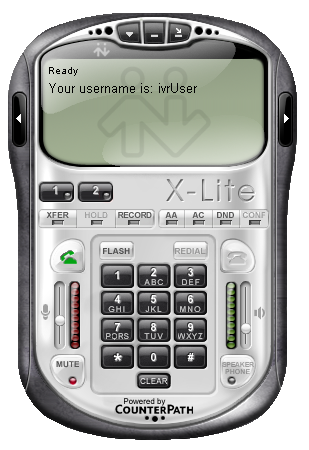 Ready
Your username is: ivrUser
1 2
X-Lite
XFER HOLD RECORD AA AC DND CONF
FLASH REDIAL
1 2 ABC 3 DEF
4 GHI 5 JKL 6 MNO
7 PQRS 8 TUV 9 WXYZ
* 0 #
MUTE
SPEAKER
PHONE
CLEAR
Powered by
COUNTERPATH